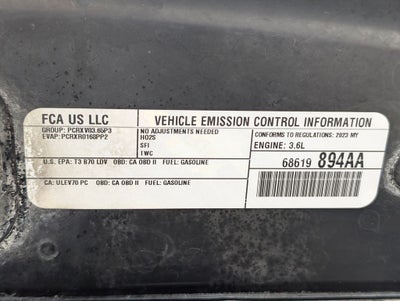 FCA US LLC
VEHICLE EMISSION CONTROL INFORMATION
GROUP: PCRXV03.65P3
EVAP: PCRXR0168PP2
NO ADJUSTMENTS NEEDED
HO2S
SFI
TWC
CONFORMS TO REGULATIONS: 2023 MY
ENGINE: 3.6L
68619 894AA
U.S. EPA: T3 B70 LDV OBD: CA OBD II FUEL: GASOLINE
CA: ULEV70 PC OBD: CA OBD II FUEL: GASOLINE